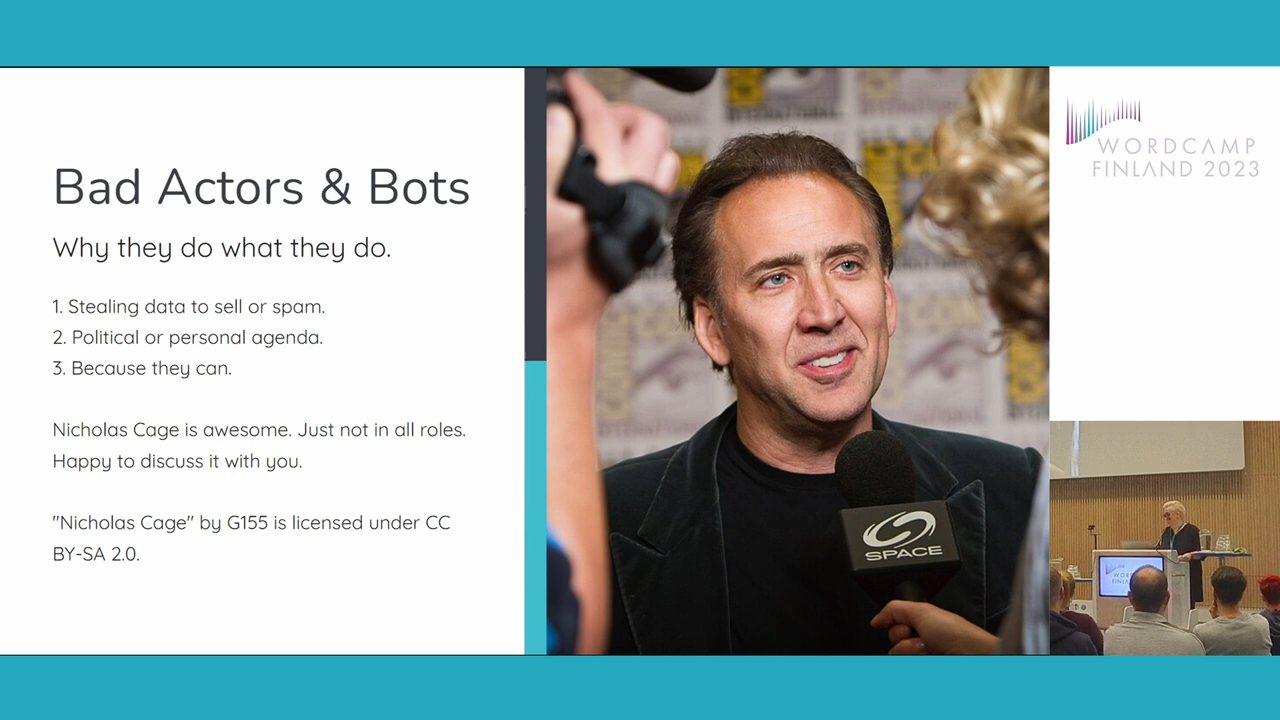 Bad Actors & Bots
Why they do what they do.
1. Stealing data to sell or spam.
2. Political or personal agenda.
3. Because they can.
Nicholas Cage is awesome. Just not in all roles.
Happy to discuss it with you.
"Nicholas Cage" by G155 is licensed under CC
BY-SA 2.0.
SPACE
WORDCAMP
FINLAND 2023